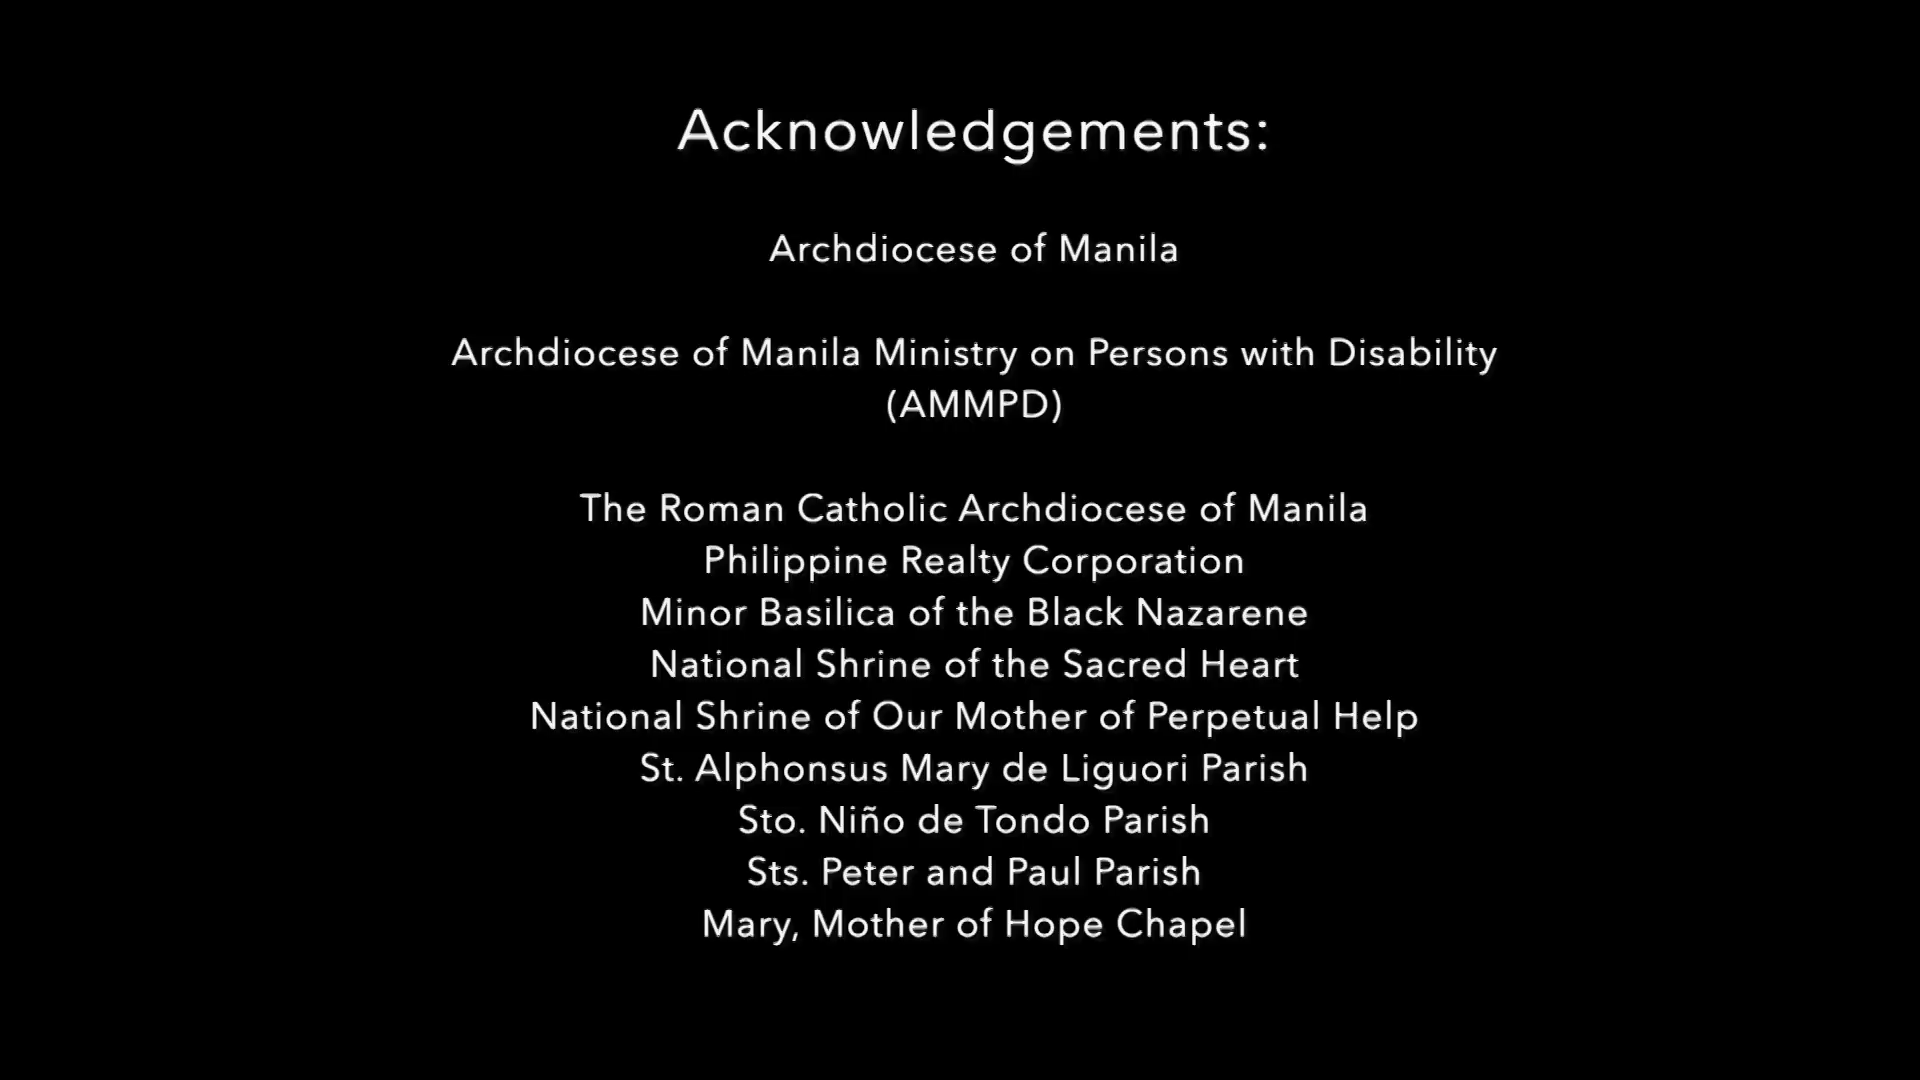 Acknowledgements:
Archdiocese of Manila
Archdiocese of Manila Ministry on Persons with Disability
(AMMPD)
The Roman Catholic Archdiocese of Manila
Philippine Realty Corporation
Minor Basilica of the Black Nazarene
National Shrine of the Sacred Heart
National Shrine of Our Mother of Perpetual Help
St. Alphonsus Mary de Liguori Parish
Sto. Niño de Tondo Parish
Sts. Peter and Paul Parish
Mary, Mother of Hope Chapel